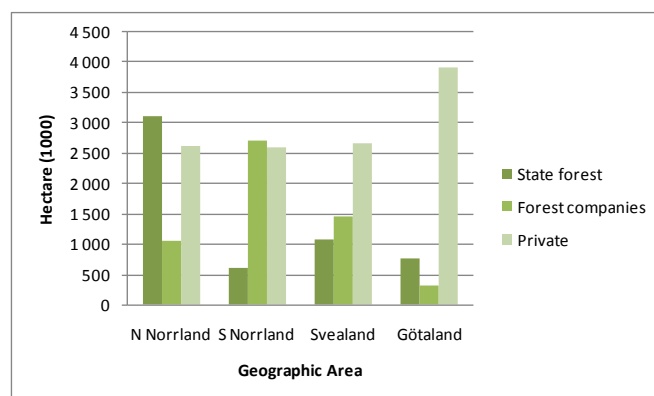 4 500
4 000
3 500
3 000
2 500
2 000
1 500
1 000
500
0
Hectare (1000)
N Norrland S Norrland Svealand Götaland
Geographic Area
State forest
Forest companies
Private